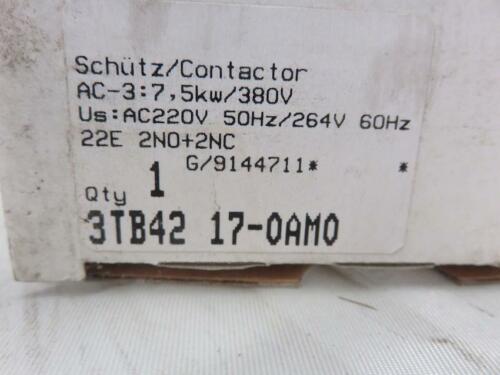 Schütz/Contactor
AC-3:7,5kw/380V
Us:AC220V 50Hz/264V 60Hz
22E 2NO+2NC
G/9144711* *
Qty 1
3TB42 17-0AM0